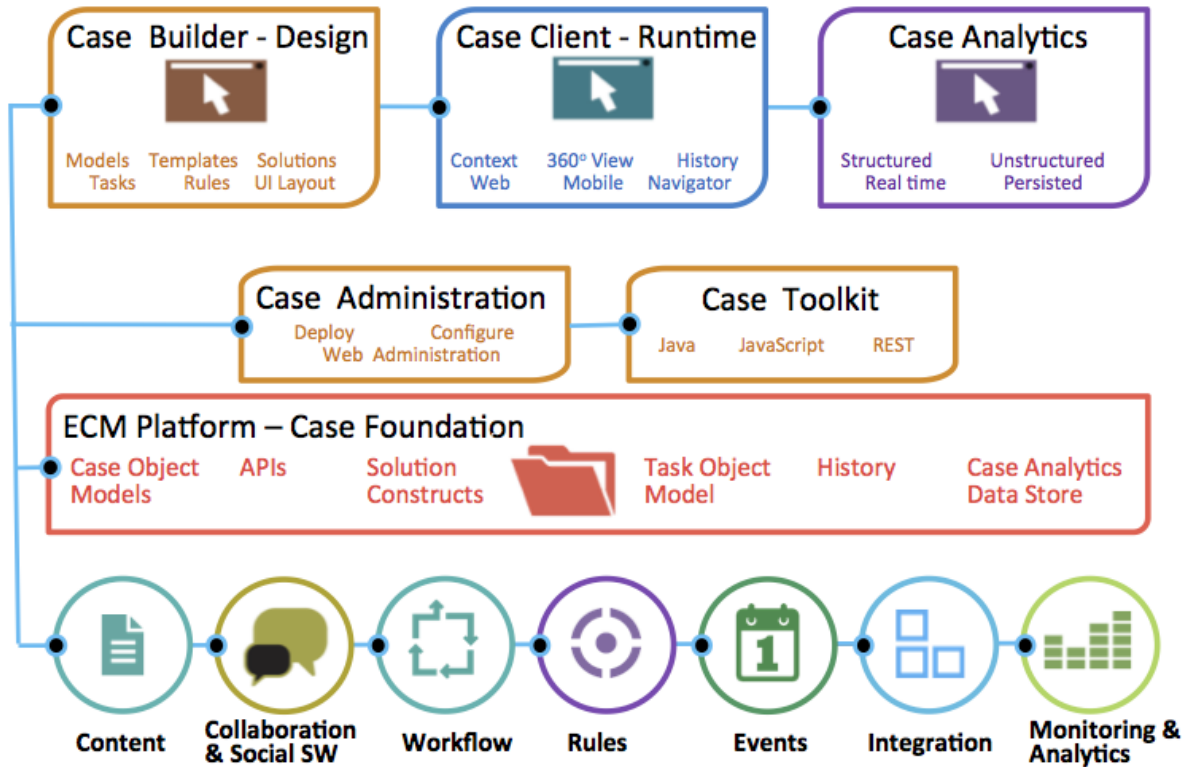 Case Builder - Design
Models Templates Solutions
Tasks Rules UI Layout
Case Client - Runtime
Context 360° View History
Web Mobile Navigator
Case Analytics
Structured Unstructured
Real time Persisted
Case Administration
Deploy Configure
Web Administration
Case Toolkit
Java JavaScript REST
ECM Platform – Case Foundation
Case Object
Models
APIs
Solution
Constructs
Task Object
Model
History
Case Analytics
Data Store
Content
Collaboration
& Social SW
Workflow
Rules
1
Events
Integration
Monitoring &
Analytics